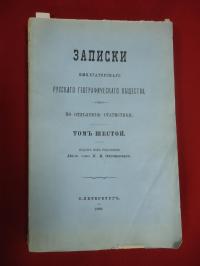 ЗАПИСКИ
ИМПЕРАТОРСКАГО
РУССКАГО ГЕОГРАФИЧЕСКАГО ОБЩЕСТВА
ПО ОТДѢЛЕНІЮ СТАТИСТИКИ.
ТОМЪ ШЕСТОЙ.
С.ПЕТЕРБУРГЪ.